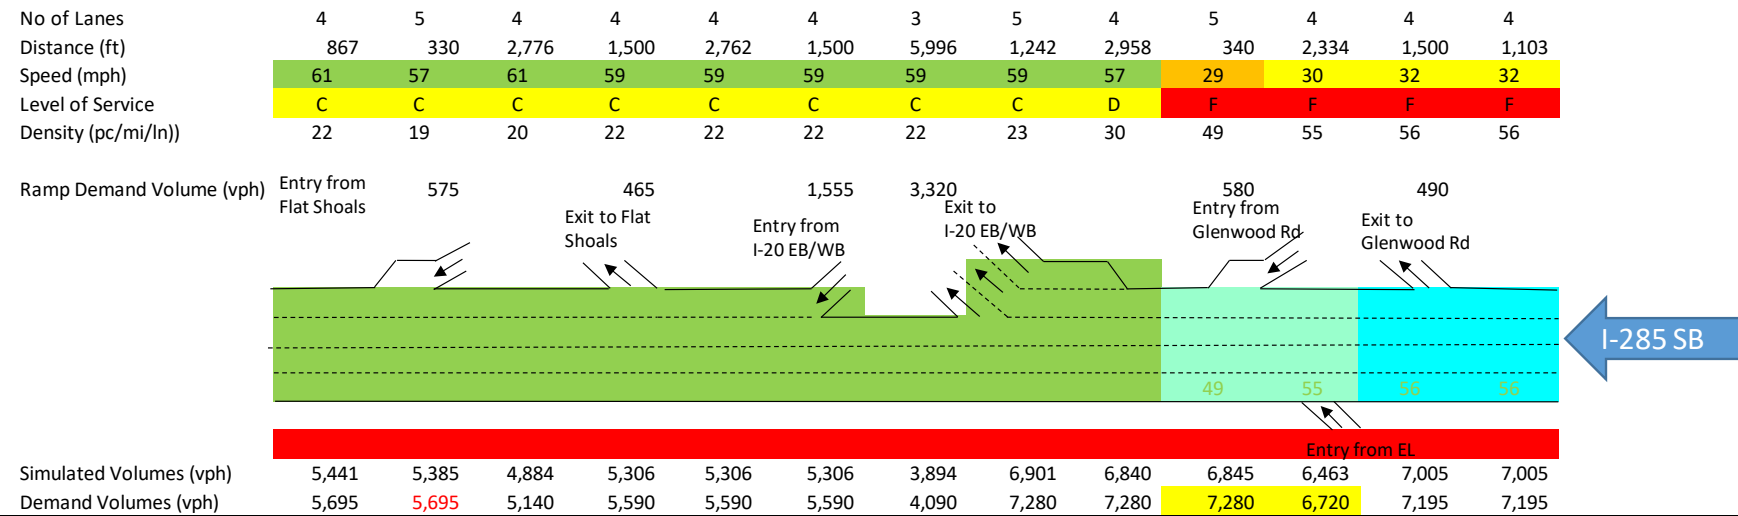 No of Lanes 4 5 4 4 4 4 3 5 4 5 4 4 4
Distance (ft) 867 330 2,776 1,500 2,762 1,500 5,996 1,242 2,958 340 2,334 1,500 1,103
Speed (mph) 61 57 61 59 59 59 59 59 57 29 30 32 32
Level of Service C C C C C C C C D F F F F
Density (pc/mi/ln)) 22 19 20 22 22 22 22 23 30 49 55 56 56
Ramp Demand Volume (vph) 575 465 1,555 3,320 580 490
Entry from
Flat Shoals
Exit to Flat
Shoals
Entry from
I-20 EB/WB
Exit to
I-20 EB/WB
Entry from
Glenwood Rd
Exit to
Glenwood Rd
I-285 SB
49 55 56 56
Entry from EL
Simulated Volumes (vph) 5,441 5,385 4,884 5,306 5,306 5,306 3,894 6,901 6,840 6,845 6,463 7,005 7,005
Demand Volumes (vph) 5,695 5,695 5,140 5,590 5,590 5,590 4,090 7,280 7,280 7,280 6,720 7,195 7,195